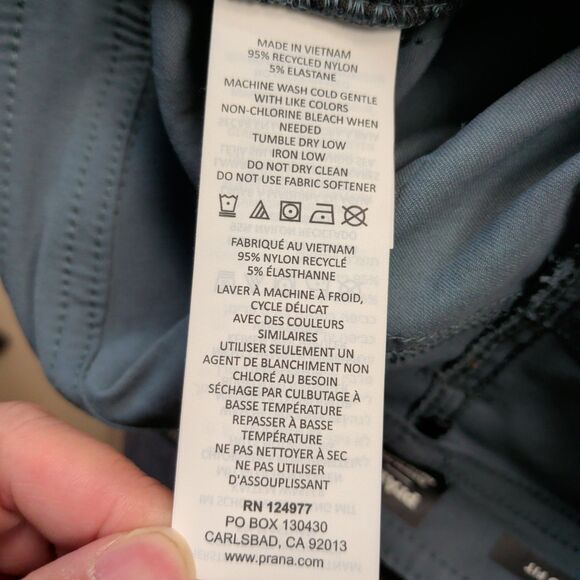 MADE IN VIETNAM
95% RECYCLED NYLON
5% ELASTANE
MACHINE WASH COLD GENTLE
WITH LIKE COLORS
NON-CHLORINE BLEACH WHEN
NEEDED
TUMBLE DRY LOW
IRON LOW
DO NOT DRY CLEAN
DO NOT USE FABRIC SOFTENER
FABRIQUÉ AU VIETNAM
95% NYLON RECYCLÉ
5% ÉLASTHANNE
LAVER À MACHINE À FROID,
CYCLE DÉLICAT
AVEC DES COULEURS
SIMILAIRES
UTILISER SEULEMENT UN
AGENT DE BLANCHIMENT NON
CHLORÉ AU BESOIN
SÉCHAGE PAR CULBUTAGE À
BASSE TEMPÉRATURE
REPASSER À BASSE
TEMPÉRATURE
NE PAS NETTOYER À SEC
NE PAS UTILISER
D'ASSOUPLISSANT
RN 124977
PO BOX 130430
CARLSBAD, CA 92013
www.prana.com